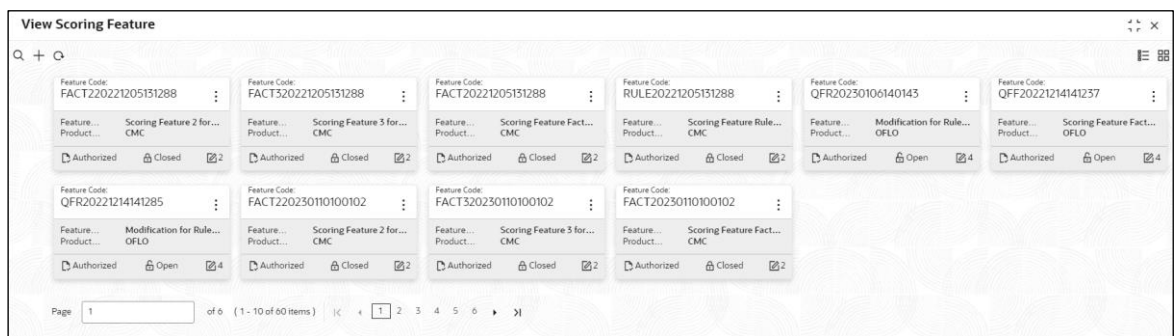 View Scoring Feature
Feature Code: Feature Code: Feature Code: Feature Code: Feature Code: Feature Code:
FACT220221205131288 FACT320221205131288 FACT20221205131288 RULE20221205131288 QFR20230106140143 QFF20221214141237
Feature... Scoring Feature 2 for... Feature... Scoring Feature 3 for... Feature... Scoring Feature Fact... Feature... Scoring Feature Rule... Feature... Modification for Rule... Feature... Scoring Feature Fact...
Product... CMC Product... CMC Product... CMC Product... CMC Product... OFLO Product... OFLO
Authorized Closed 2 Authorized Closed 2 Authorized Closed 2 Authorized Closed 2 Authorized Open 4 Authorized Open 4
Feature Code: Feature Code: Feature Code: Feature Code:
QFR20221214141285 FACT220230110100102 FACT320230110100102 FACT20230110100102
Feature... Modification for Rule... Feature... Scoring Feature 2 for... Feature... Scoring Feature 3 for... Feature... Scoring Feature Fact...
Product... OFLO Product... CMC Product... CMC Product... CMC
Authorized Open 4 Authorized Closed 2 Authorized Closed 2 Authorized Closed 2
Page 1 of 6 (1 - 10 of 60 items) 1 2 3 4 5 6